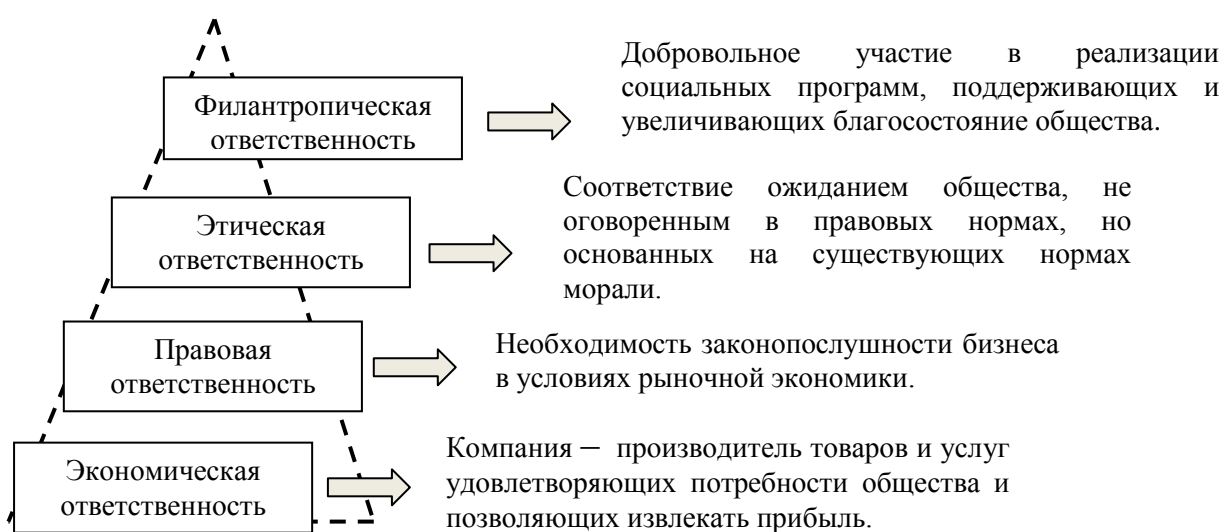 Филантропическая
ответственность
Добровольное участие в реализации
социальных программ, поддерживающих и
увеличивающих благосостояние общества.
Этическая
ответственность
Соответствие ожиданием общества, не
оговоренным в правовых нормах, но
основанных на существующих нормах
морали.
Правовая
ответственность
Необходимость законопослушности бизнеса
в условиях рыночной экономики.
Экономическая
ответственность
Компания – производитель товаров и услуг
удовлетворяющих потребности общества и
позволяющих извлекать прибыль.